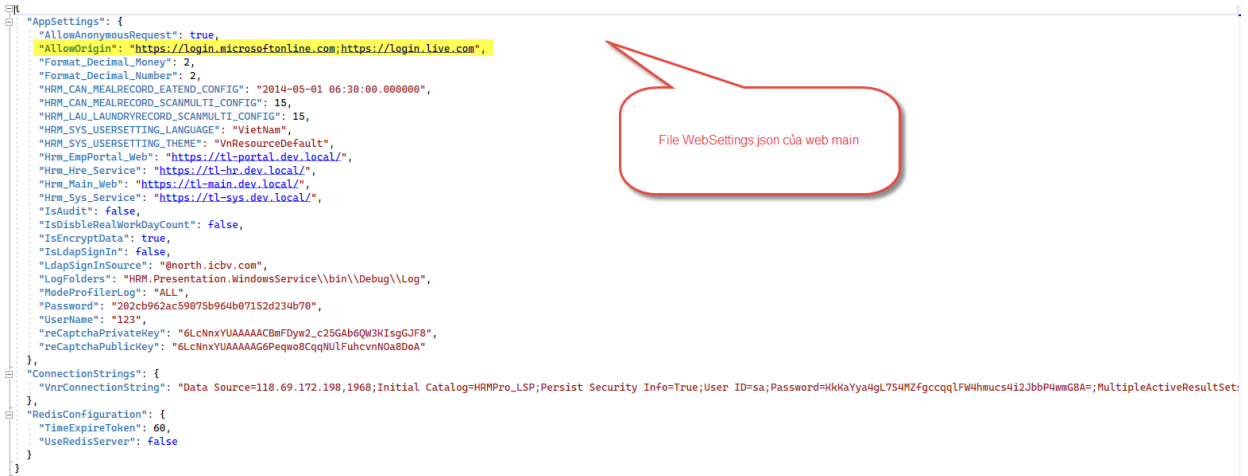 {
"AppSettings": {
"AllowAnonymousRequest": true,
"AllowOrigin": "https://login.microsoftonline.com;https://login.live.com",
"Format_Decimal_Money": 2,
"Format_Decimal_Number": 2,
"HRM_CAN_MEALRECORD_EATEND_CONFIG": "2014-05-01 06:30:00.000000",
"HRM_CAN_MEALRECORD_SCANMULTI_CONFIG": 15,
"HRM_LAU_LAUNDRYRECORD_SCANMULTI_CONFIG": 15,
"HRM_SYS_USERSETTING_LANGUAGE": "VietNam",
"HRM_SYS_USERSETTING_THEME": "VnResourceDefault",
"Hrm_EmpPortal_Web": "https://tl-portal.dev.local/",
"Hrm_Hre_Service": "https://tl-hr.dev.local/",
"Hrm_Main_Web": "https://tl-main.dev.local/",
"Hrm_Sys_Service": "https://tl-sys.dev.local/",
"IsAudit": false,
"IsDisbleRealWorkDayCount": false,
"IsEncryptData": true,
"IsLdapSignIn": false,
"LdapSignInSource": "@north.icbv.com",
"LogFolders": "HRM.Presentation.WindowsService\\bin\\Debug\\Log",
"ModeProfilerLog": "ALL",
"Password": "202cb962ac59075b964b07152d234b70",
"UserName": "123",
"reCaptchaPrivateKey": "6LcNnxYUAAAAACBmFDyw2_c25GAb6QW3KIsgGJF8",
"reCaptchaPublicKey": "6LcNnxYUAAAAAG6Peqwo8CqqNUlFuhcvnNOa8DoA"
},
"ConnectionStrings": {
"VnrConnectionString": "Data Source=118.69.172.198,1968;Initial Catalog=HRMPro_LSP;Persist Security Info=True;User ID=sa;Password=KkKaYya4gL7S4MZfgccqqlFW4hmucs4i2JbbP4wmG8A=;MultipleActiveResultSets
},
"RedisConfiguration": {
"TimeExpireToken": 60,
"UseRedisServer": false
}
}
File WebSettings.json của web main